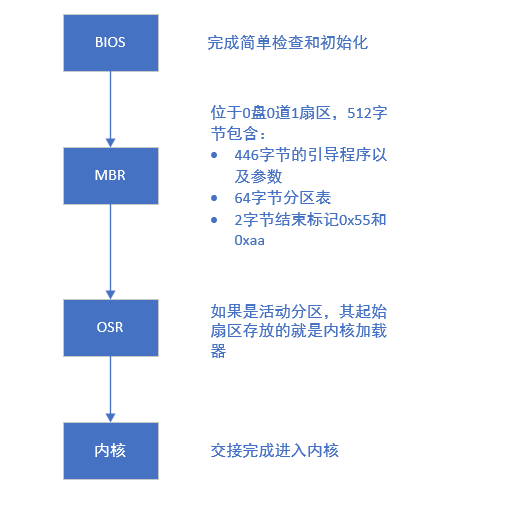 BIOS
完成简单检查和初始化
位于0盘0道1扇区，512字
节包含：
MBR
• 446字节的引导程序以
及参数
• 64字节分区表
• 2字节结束标记0x55和
0xaa
OSR
如果是活动分区，其起始
扇区存放的就是内核加载
器
内核
交接完成进入内核